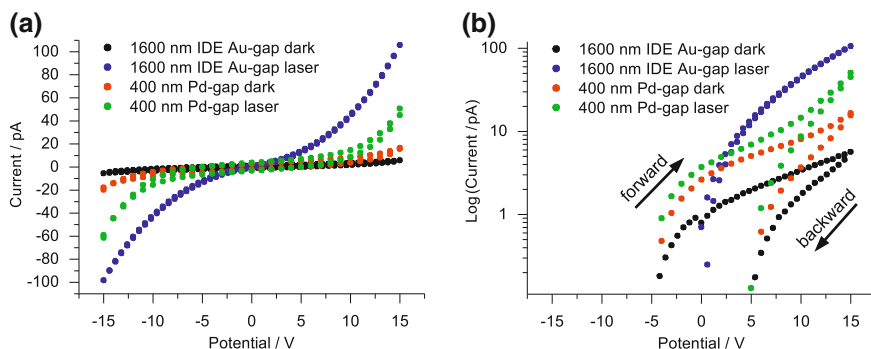 (a)
1600 nm IDE Au-gap dark
1600 nm IDE Au-gap laser
400 nm Pd-gap dark
400 nm Pd-gap laser
Current / pA
100
80
60
40
20
0
-20
-40
-60
-80
-100
-15 -10 -5 0 5 10 15
Potential / V
(b)
1600 nm IDE Au-gap dark
1600 nm IDE Au-gap laser
400 nm Pd-gap dark
400 nm Pd-gap laser
Log (Current / pA)
100
10
1
forward
backward
-15 -10 -5 0 5 10 15
Potential / V